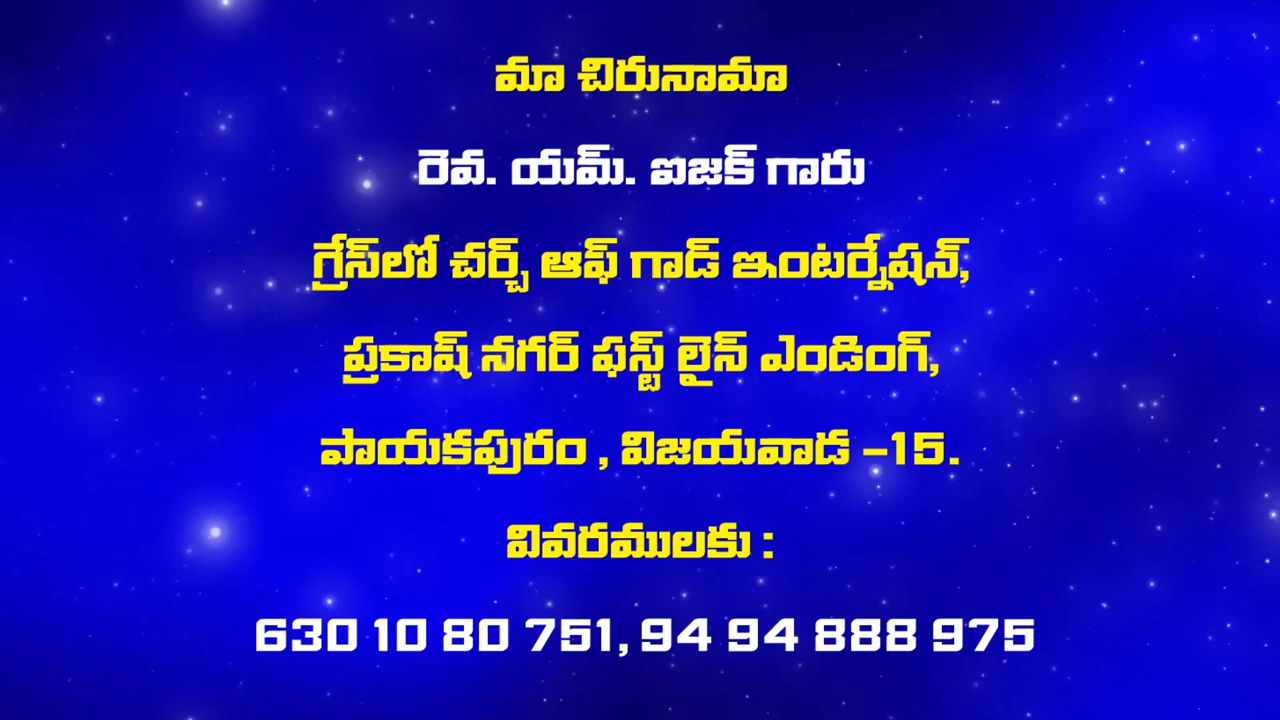 మా చిరునామా
రెవ. యమ్. ఐజక్ గారు
గ్రేస్‌లో చర్చ్ ఆఫ్ గాడ్ ఇంటర్నేషన్,
ప్రకాష్ నగర్ ఫస్ట్ లైన్ ఎండింగ్,
పాయకపురం , విజయవాడ –15.
వివరములకు :
630 10 80 751, 94 94 888 975